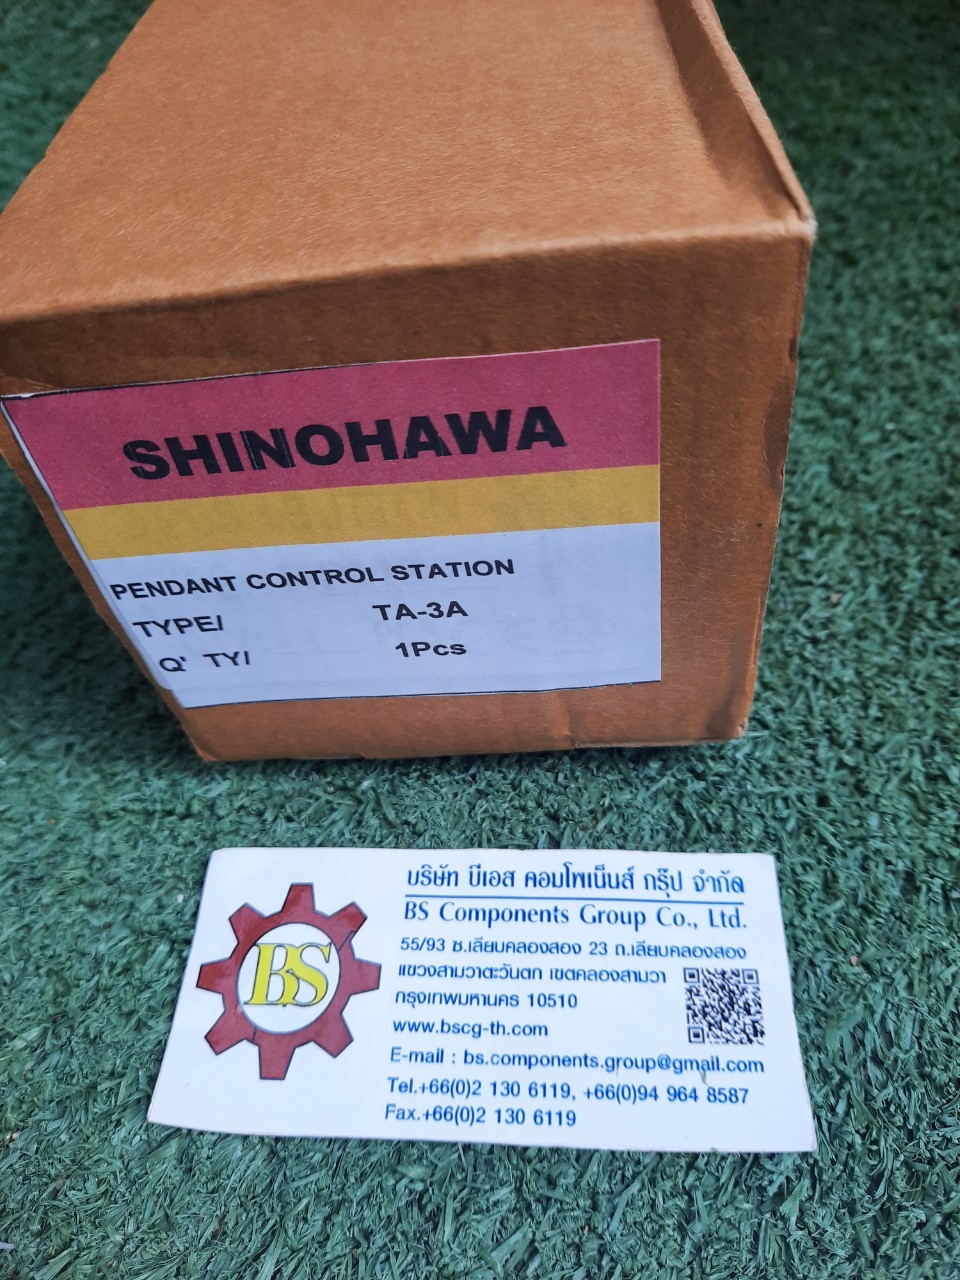 SHINOHAWA
PENDANT CONTROL STATION
TYPE/ TA-3A
Q' TY/ 1Pcs
BS
บริษัท บีเอส คอมโพเน็นส์ กรุ๊ป จำกัด
BS Components Group Co., Ltd.
55/93 ซ.เลียบคลองสอง 23 ถ.เลียบคลองสอง
แขวงสามวาตะวันตก เขตคลองสามวา
กรุงเทพมหานคร 10510
www.bscg-th.com
E-mail : bs.components.group@gmail.com
Tel.+66(0)2 130 6119, +66(0)94 964 8587
Fax.+66(0)2 130 6119